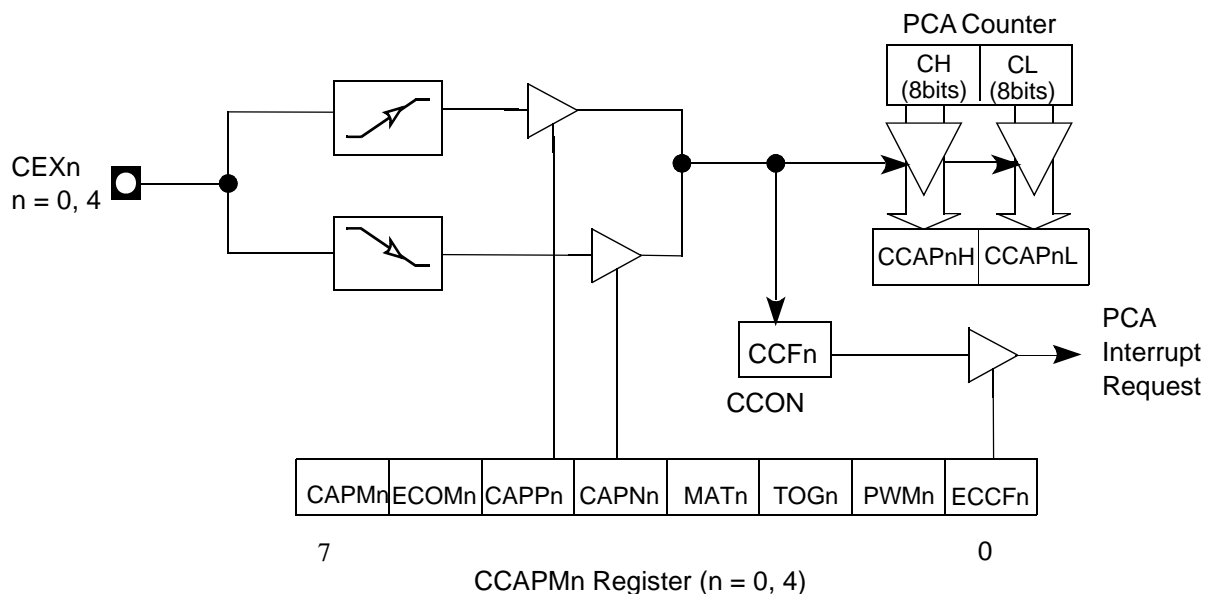 PCA Counter
CH CL
(8bits) (8bits)
CEXn
n = 0, 4
CCAPnH CCAPnL
CCFn
CCON
PCA
Interrupt
Request
CAPMn ECOMn CAPPn CAPNn MATn TOGn PWMn ECCFn
7 0
CCAPMn Register (n = 0, 4)